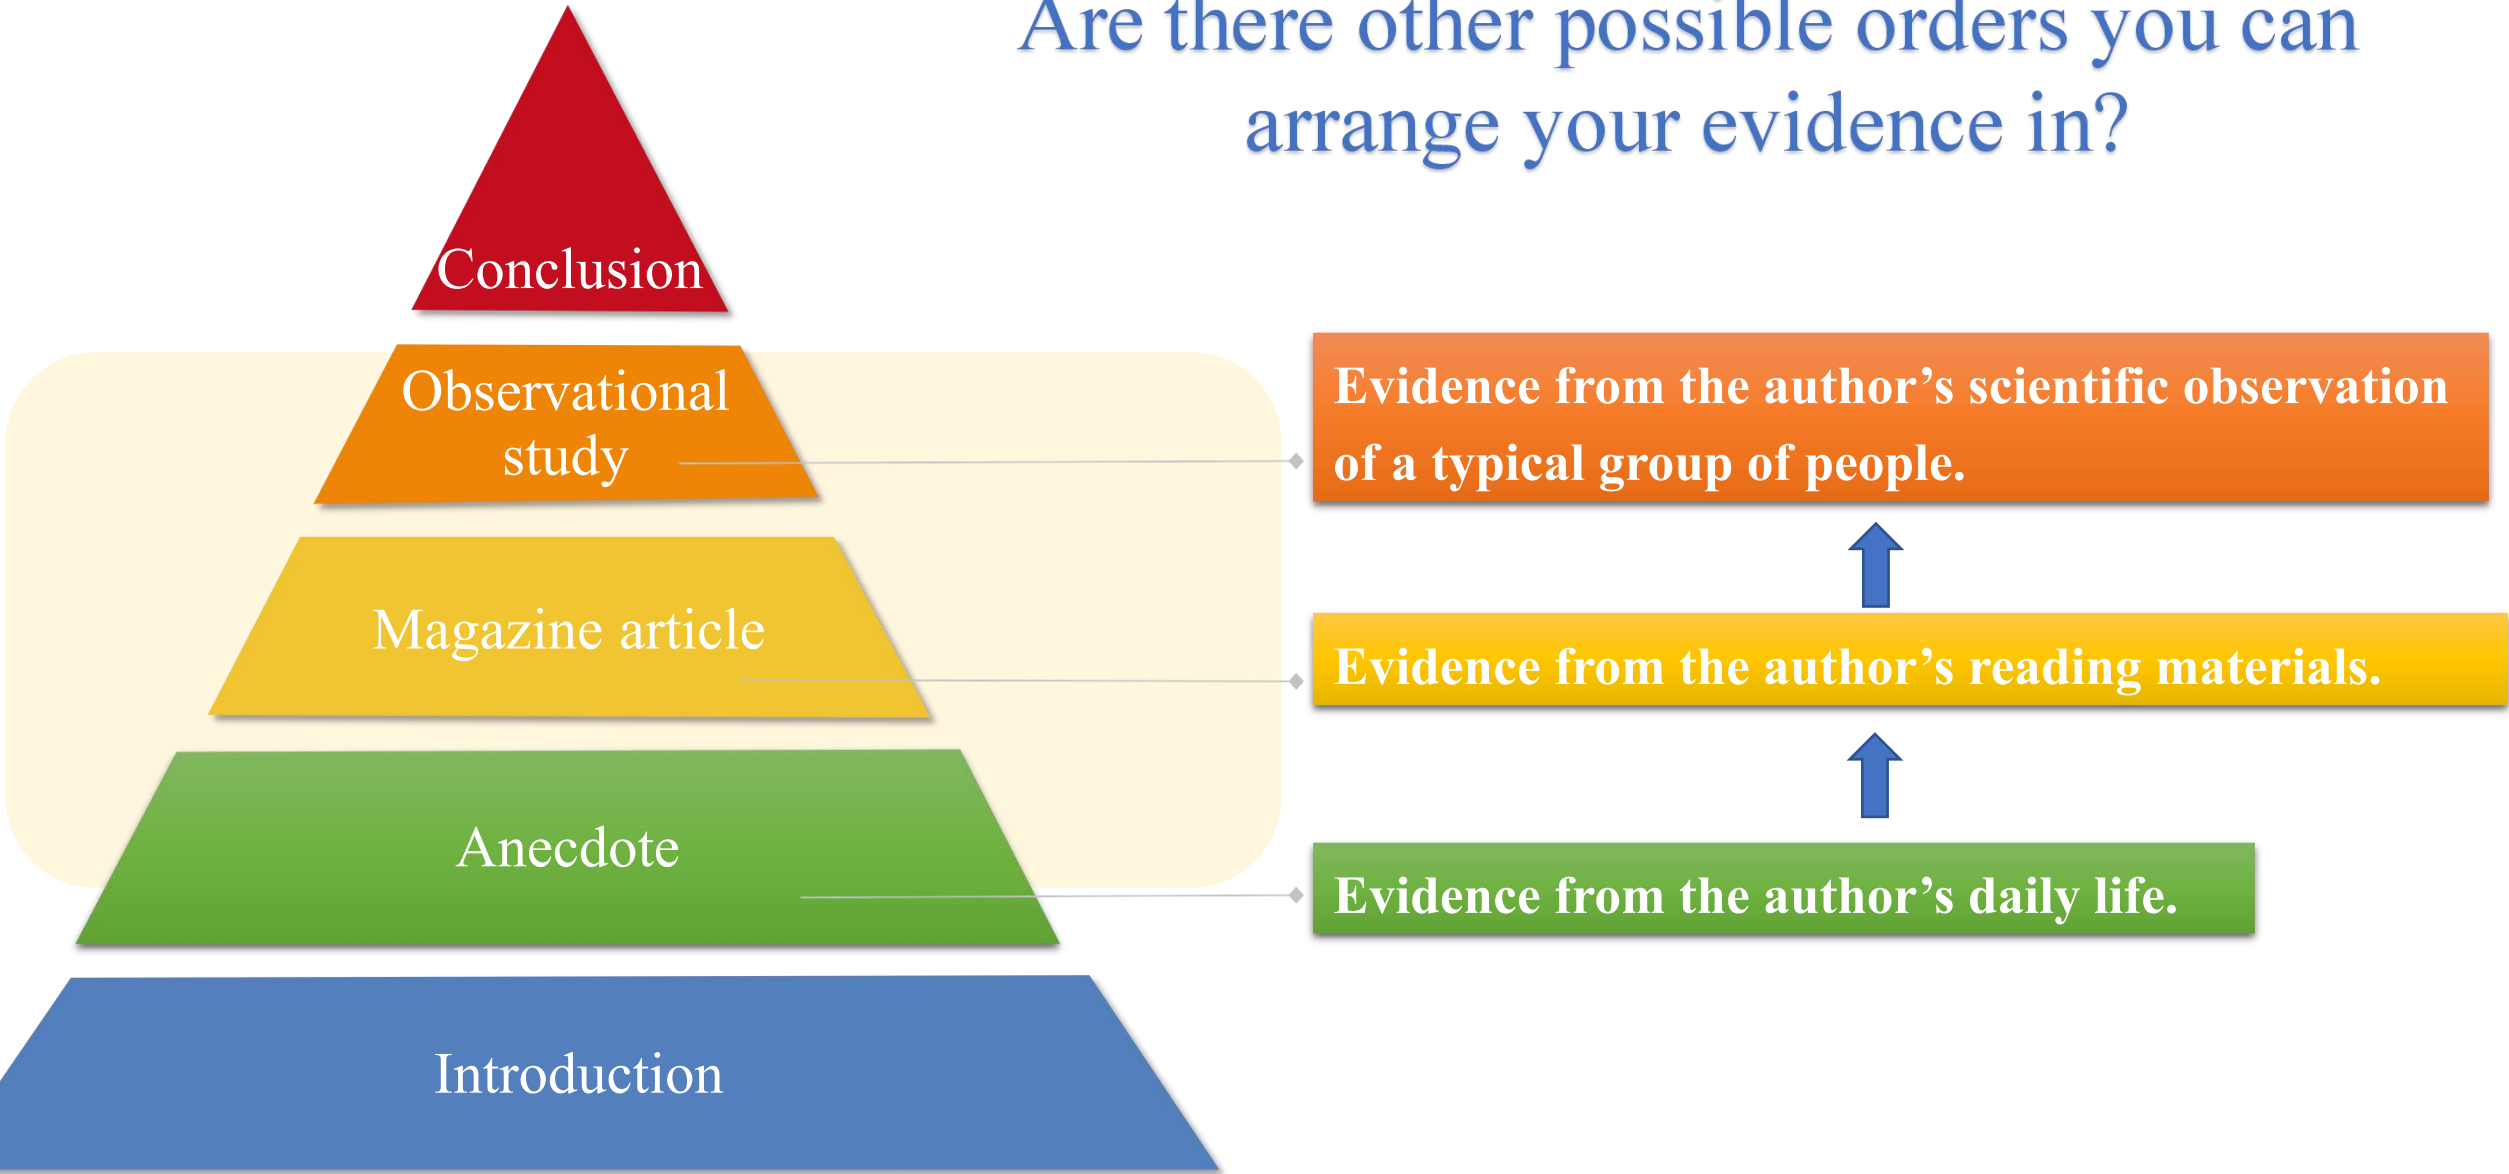 Are there other possible orders you can
arrange your evidence in?
Conclusion
Observational
study
Evidence from the author’s scientific observation
of a typical group of people.
Magazine article
Evidence from the author’s reading materials.
Anecdote
Evidence from the author’s daily life.
Introduction